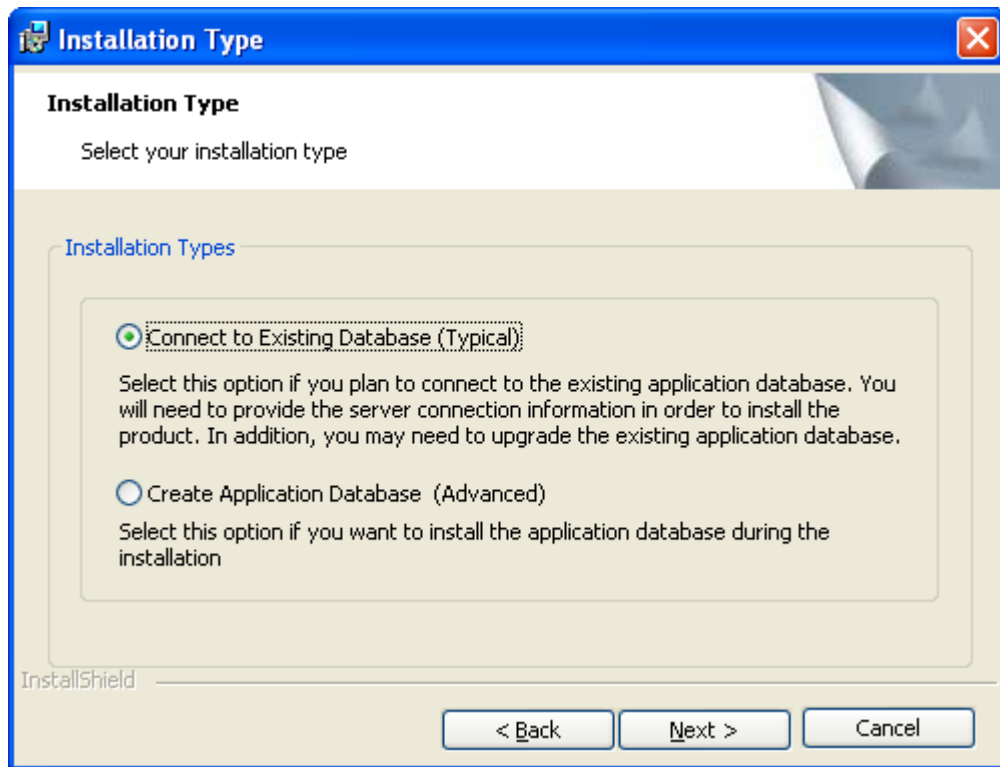 Installation Type
Installation Type
Select your installation type
Installation Types
Connect to Existing Database (Typical)
Select this option if you plan to connect to the existing application database. You
will need to provide the server connection information in order to install the
product. In addition, you may need to upgrade the existing application database.
Create Application Database (Advanced)
Select this option if you want to install the application database during the
installation
InstallShield
< Back
Next >
Cancel